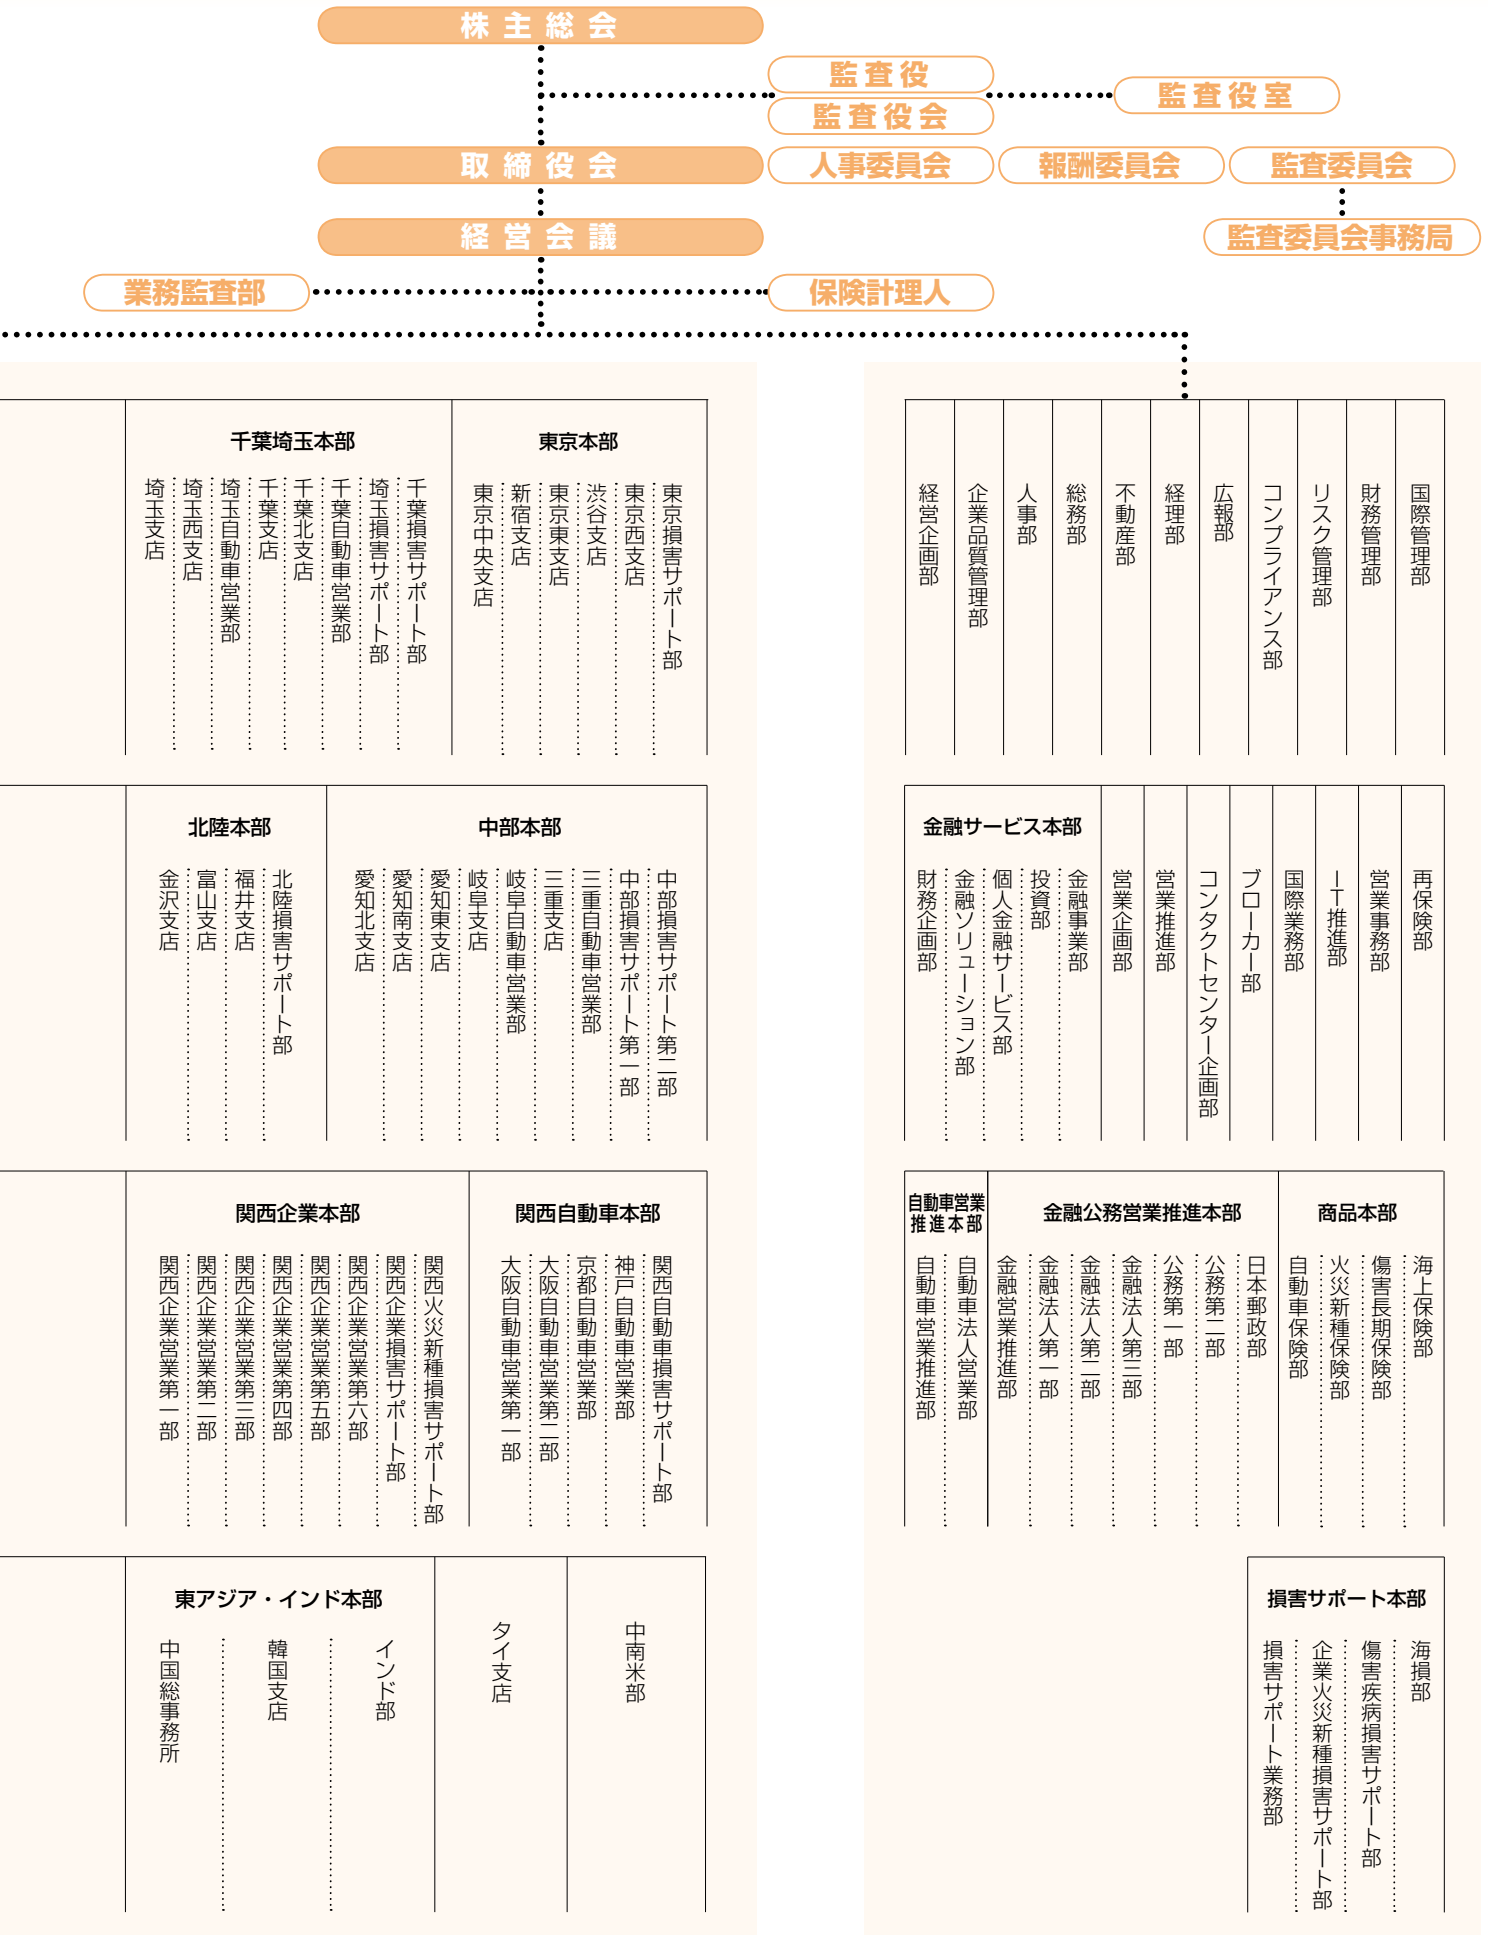 株主総会
監査役
監査役会
監査役室
取締役会
人事委員会
報酬委員会
監査委員会
経営会議
監査委員会事務局
業務監査部
保険計理人
国際管理部
財務管理部
リスク管理部
コンプライアンス部
広報部
経理部
不動産部
総務部
人事部
企業品質管理部
経営企画部
再保険部
営業事務部
IT推進部
国際業務部
ブローカー部
コンタクトセンター企画部
営業推進部
営業企画部
金融サービス本部
金融事業部
投資部
個人金融サービス部
金融ソリューション部
財務企画部
商品本部
海上保険部
傷害長期保険部
火災新種保険部
自動車保険部
金融公務営業推進本部
日本郵政部
公務第二部
公務第一部
金融法人第三部
金融法人第二部
金融法人第一部
金融営業推進部
自動車営業
推進本部
自動車法人営業部
自動車営業推進部
損害サポート本部
海損部
傷害疾病損害サポート部
企業火災新種損害サポート部
損害サポート業務部
東京本部
東京損害サポート部
東京西支店
渋谷支店
東京東支店
新宿支店
東京中央支店
千葉埼玉本部
千葉損害サポート部
埼玉損害サポート部
千葉自動車営業部
千葉北支店
千葉支店
埼玉自動車営業部
埼玉西支店
埼玉支店
中部本部
中部損害サポート第二部
中部損害サポート第一部
三重自動車営業部
三重支店
岐阜自動車営業部
岐阜支店
愛知東支店
愛知南支店
愛知北支店
北陸本部
北陸損害サポート部
福井支店
富山支店
金沢支店
関西自動車本部
関西自動車損害サポート部
神戸自動車営業部
京都自動車営業部
大阪自動車営業第二部
大阪自動車営業第一部
関西企業本部
関西火災新種損害サポート部
関西企業損害サポート部
関西企業営業第六部
関西企業営業第五部
関西企業営業第四部
関西企業営業第三部
関西企業営業第二部
関西企業営業第一部
中南米部
タイ支店
東アジア・インド本部
インド部
韓国支店
中国総事務所